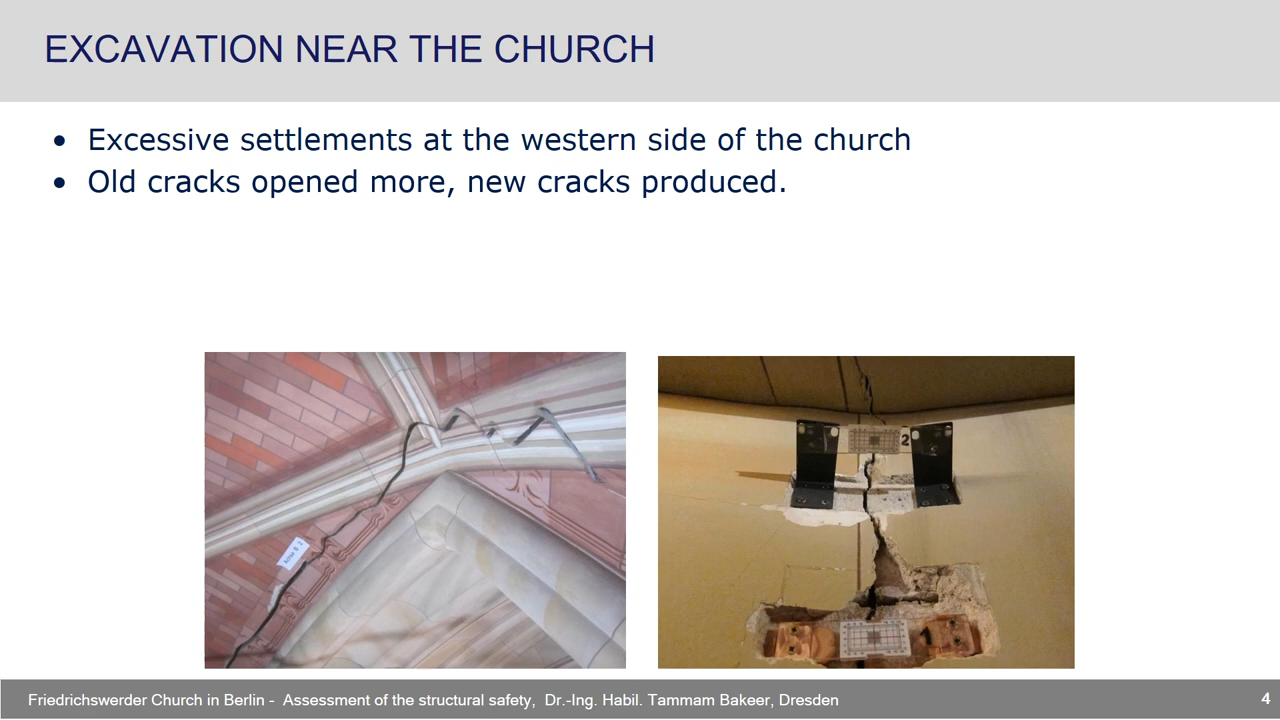 EXCAVATION NEAR THE CHURCH
• Excessive settlements at the western side of the church
• Old cracks opened more, new cracks produced.
2
Friedrichswerder Church in Berlin - Assessment of the structural safety, Dr.-Ing. Habil. Tammam Bakeer, Dresden
4